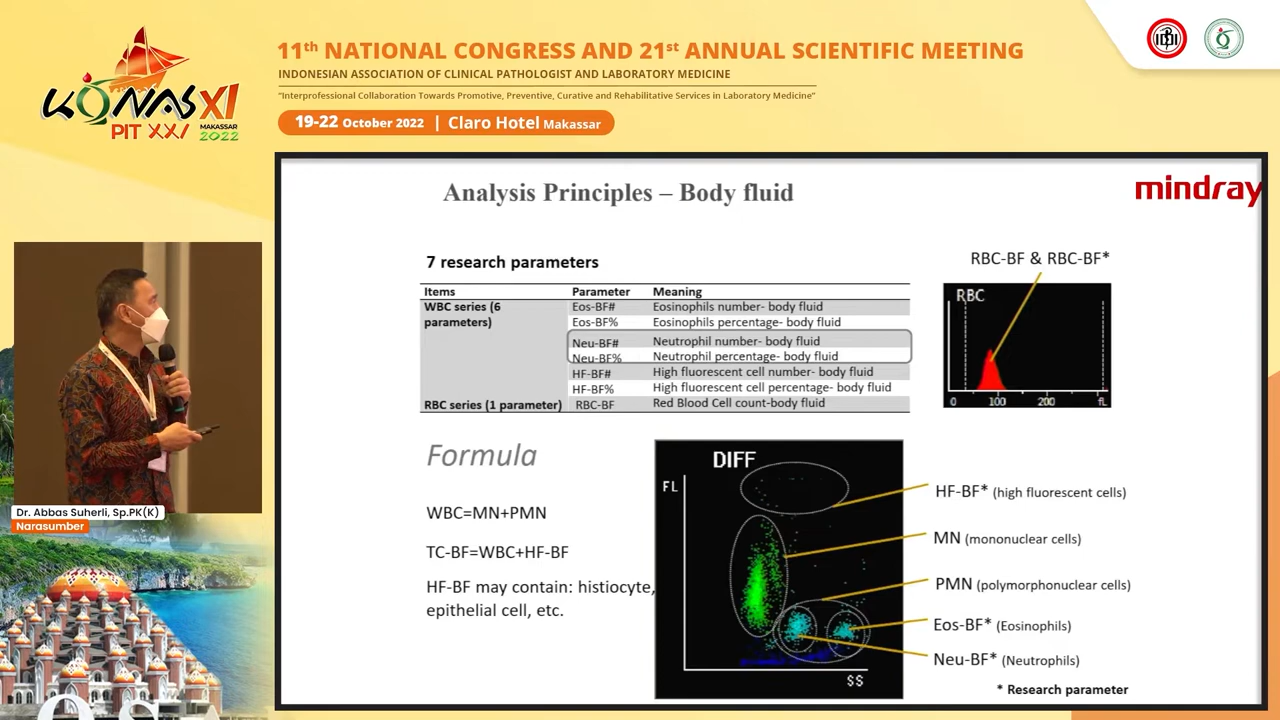 11th NATIONAL CONGRESS AND 21st ANNUAL SCIENTIFIC MEETING
INDONESIAN ASSOCIATION OF CLINICAL PATHOLOGIST AND LABORATORY MEDICINE
"Interprofessional Collaboration Towards Promotive, Preventive, Curative and Rehabilitative Services in Laboratory Medicine"
19-22 October 2022 | Claro Hotel Makassar
KONAS XI
PIT XXI
MAKASSAR
2022
IDI
mindray
Analysis Principles – Body fluid
7 research parameters
Items Parameter Meaning
WBC series (6 parameters) Eos-BF# Eosinophils number- body fluid
Eos-BF% Eosinophils percentage- body fluid
Neu-BF# Neutrophil number- body fluid
Neu-BF% Neutrophil percentage- body fluid
HF-BF# High fluorescent cell number- body fluid
HF-BF% High fluorescent cell percentage- body fluid
RBC series (1 parameter) RBC-BF Red Blood Cell count-body fluid
RBC-BF & RBC-BF*
RBC
0 100 200 fL
Formula
WBC=MN+PMN
TC-BF=WBC+HF-BF
HF-BF may contain: histiocyte,
epithelial cell, etc.
DIFF
FL
SS
HF-BF* (high fluorescent cells)
MN (mononuclear cells)
PMN (polymorphonuclear cells)
Eos-BF* (Eosinophils)
Neu-BF* (Neutrophils)
* Research parameter
Dr. Abbas Suherli, Sp.PK(K)
Narasumber